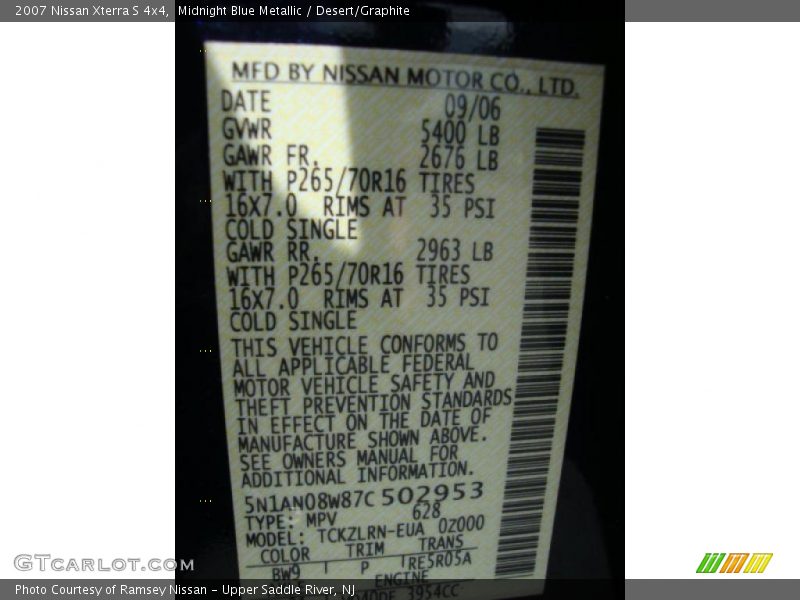 2007 Nissan Xterra S 4x4, Midnight Blue Metallic / Desert/Graphite
MFD BY NISSAN MOTOR CO., LTD.
DATE 09/06
GVWR 5400 LB
GAWR FR. 2676 LB
WITH P265/70R16 TIRES
16X7.0 RIMS AT 35 PSI
COLD SINGLE
GAWR RR. 2963 LB
WITH P265/70R16 TIRES
16X7.0 RIMS AT 35 PSI
COLD SINGLE
THIS VEHICLE CONFORMS TO
ALL APPLICABLE FEDERAL
MOTOR VEHICLE SAFETY AND
THEFT PREVENTION STANDARDS
IN EFFECT ON THE DATE OF
MANUFACTURE SHOWN ABOVE.
SEE OWNERS MANUAL FOR
ADDITIONAL INFORMATION.
5N1AN08W87C502953
TYPE: MPV 628
MODEL: TCKZLRN-EUA 0Z000
COLOR TRIM TRANS
BW9 P RE5R05A
ENGINE
3954CC
GTCARLOT.COM
Photo Courtesy of Ramsey Nissan - Upper Saddle River, NJ